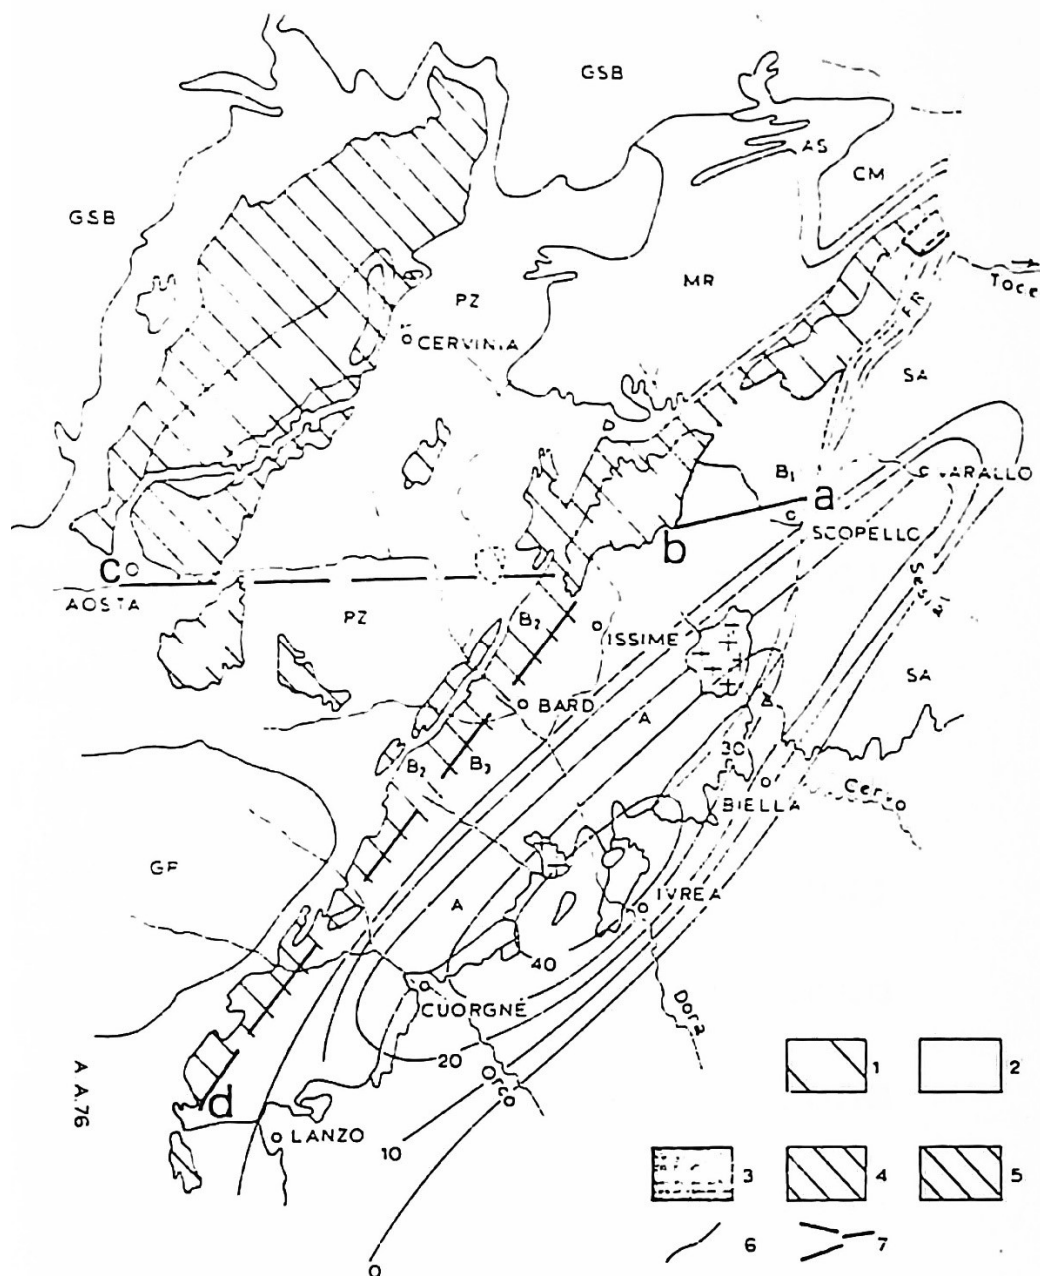 GSB
GSB
AS
CM
MR
PZ
CERVINIA
Toce
FR
SA
B₁
a
VARALLO
b
SCOPELLO
c
AOSTA
PZ
B₂
ISSIME
Sesia
SA
BARD
A
30
B₂
B₃
BIELLA
Cervo
A
IVREA
40
CUORGNÈ
20
Dora
Orco
A A.76
d
LANZO
10
0
1
2
3
4
5
6
7